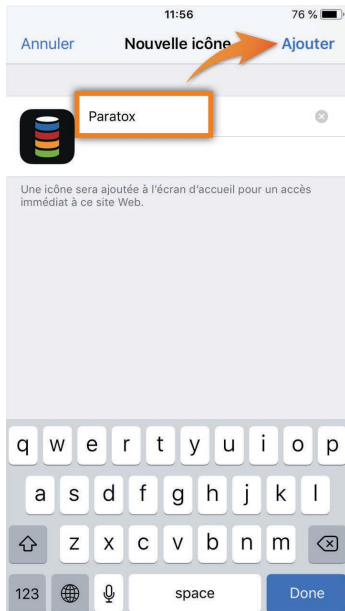 11:56 76 %
Annuler Nouvelle icône Ajouter
Paratox
Une icône sera ajoutée à l'écran d'accueil pour un accès
immédiat à ce site Web.
q w e r t y u i o p
a s d f g h j k l
z x c v b n m
123 space Done